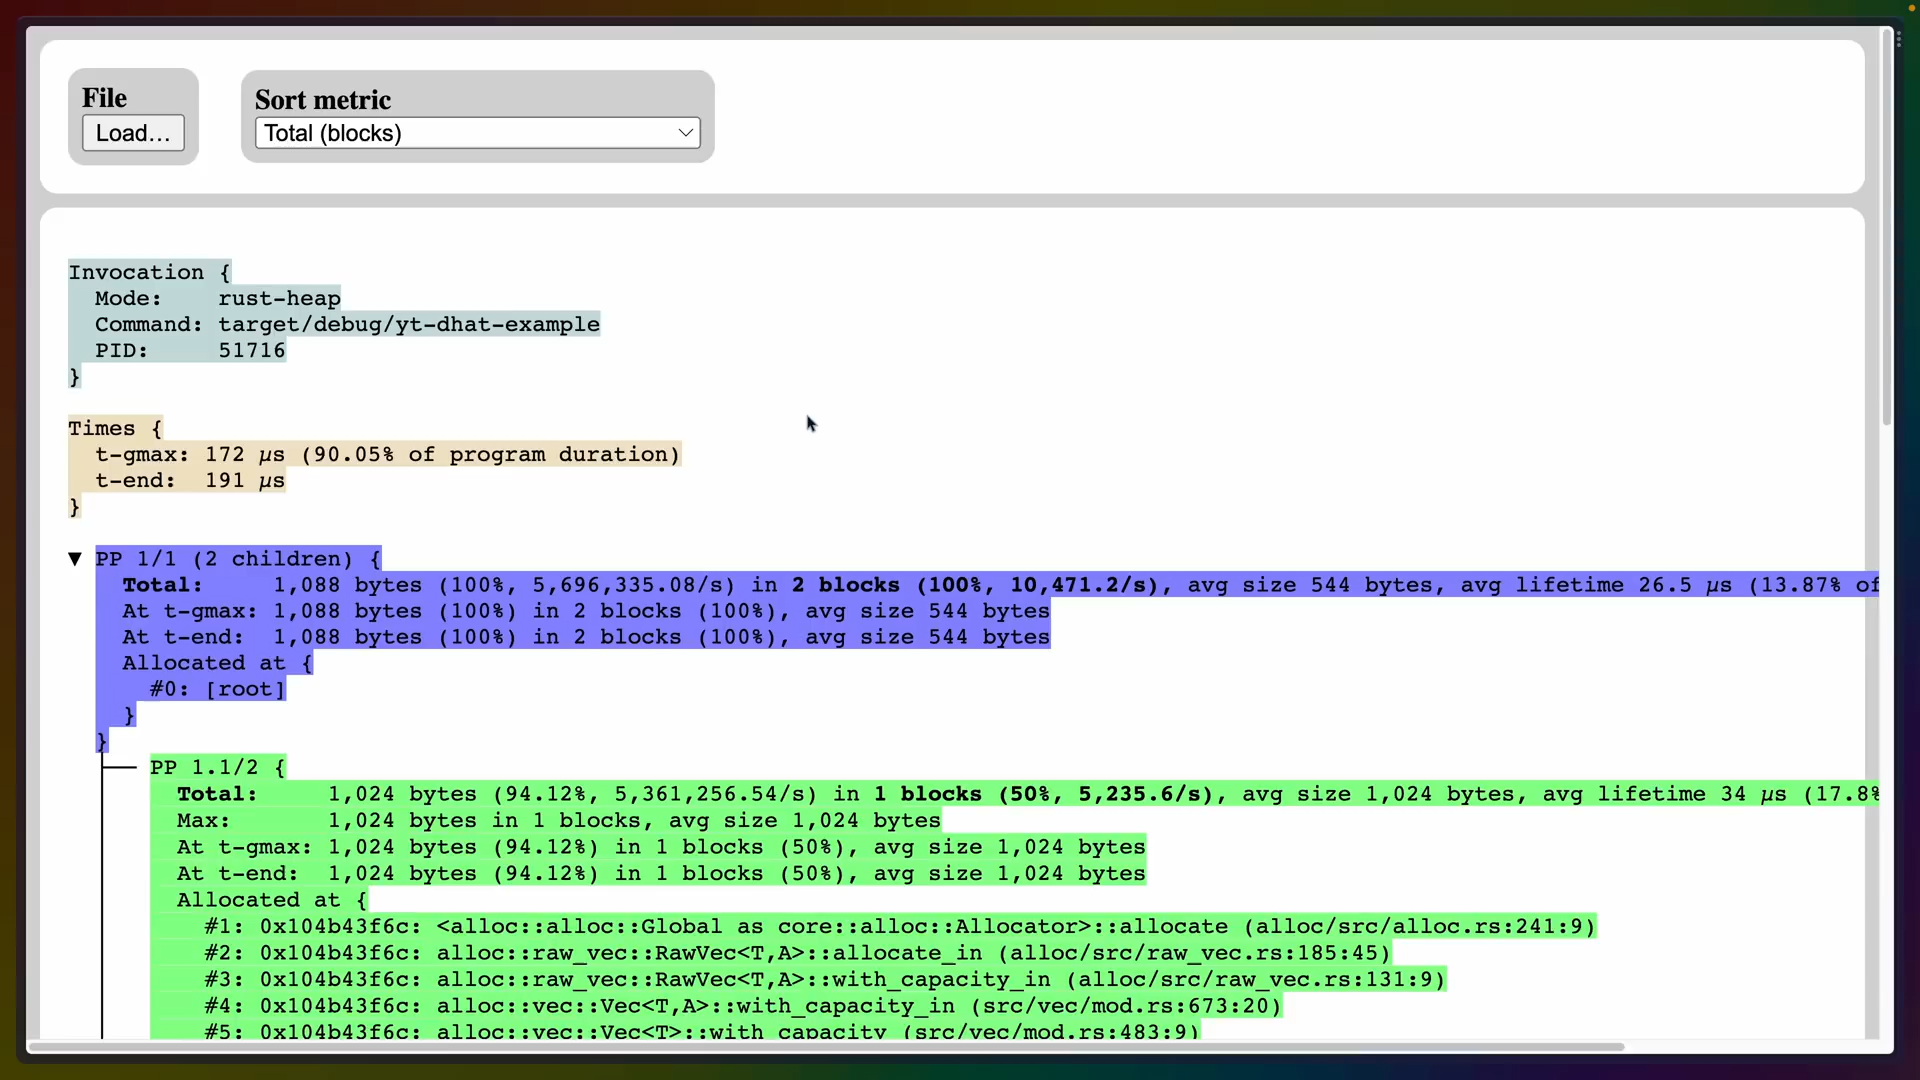 File
Load...
Sort metric
Total (blocks)
Invocation {
  Mode:    rust-heap
  Command: target/debug/yt-dhat-example
  PID:     51716
}
Times {
  t-gmax: 172 µs (90.05% of program duration)
  t-end:  191 µs
}
▼ PP 1/1 (2 children) {
    Total:     1,088 bytes (100%, 5,696,335.08/s) in 2 blocks (100%, 10,471.2/s), avg size 544 bytes, avg lifetime 26.5 µs (13.87% of
    At t-gmax: 1,088 bytes (100%) in 2 blocks (100%), avg size 544 bytes
    At t-end:  1,088 bytes (100%) in 2 blocks (100%), avg size 544 bytes
    Allocated at {
      #0: [root]
    }
  }
PP 1.1/2 {
  Total:     1,024 bytes (94.12%, 5,361,256.54/s) in 1 blocks (50%, 5,235.6/s), avg size 1,024 bytes, avg lifetime 34 µs (17.8%
  Max:       1,024 bytes in 1 blocks, avg size 1,024 bytes
  At t-gmax: 1,024 bytes (94.12%) in 1 blocks (50%), avg size 1,024 bytes
  At t-end:  1,024 bytes (94.12%) in 1 blocks (50%), avg size 1,024 bytes
  Allocated at {
    #1: 0x104b43f6c: <alloc::alloc::Global as core::alloc::Allocator>::allocate (alloc/src/alloc.rs:241:9)
    #2: 0x104b43f6c: alloc::raw_vec::RawVec<T,A>::allocate_in (alloc/src/raw_vec.rs:185:45)
    #3: 0x104b43f6c: alloc::raw_vec::RawVec<T,A>::with_capacity_in (alloc/src/raw_vec.rs:131:9)
    #4: 0x104b43f6c: alloc::vec::Vec<T,A>::with_capacity_in (src/vec/mod.rs:673:20)
    #5: 0x104b43f6c: alloc::vec::Vec<T>::with_capacity (src/vec/mod.rs:483:9)